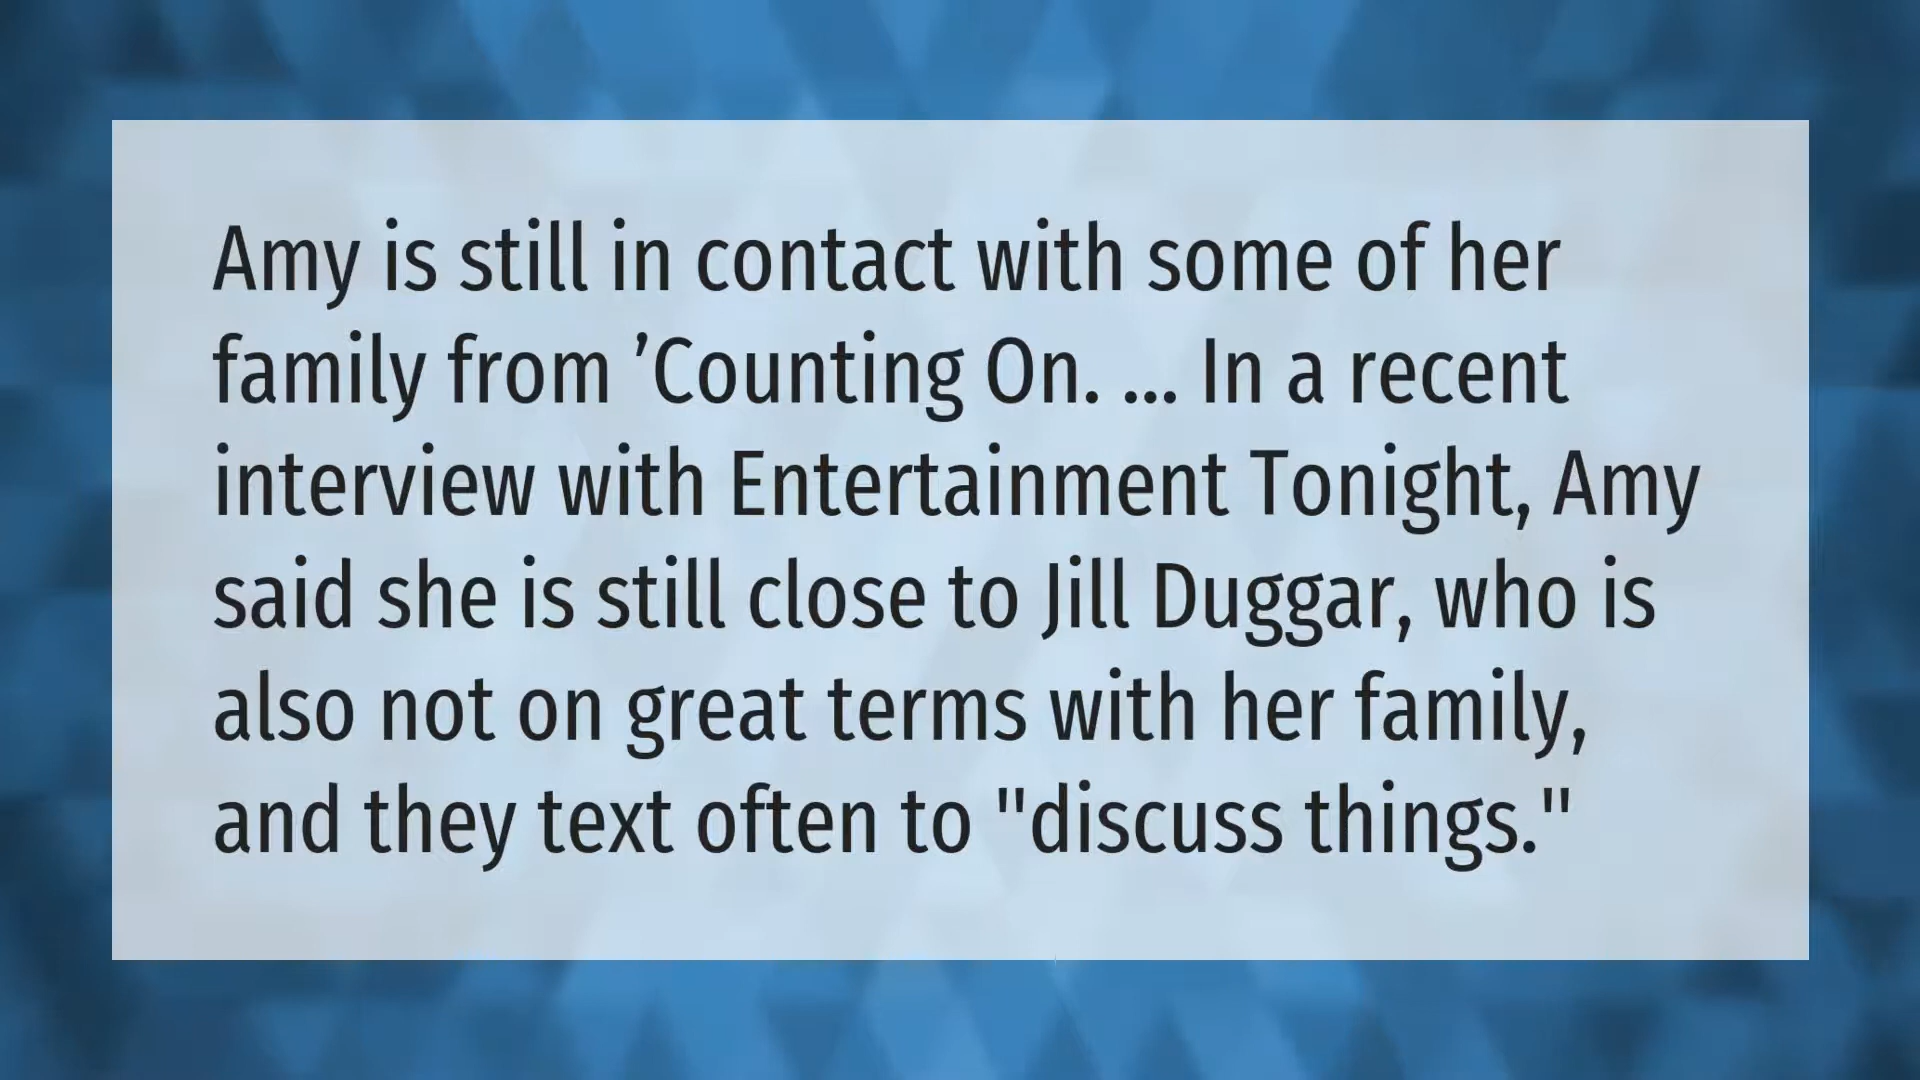 Amy is still in contact with some of her
family from ’Counting On. ... In a recent
interview with Entertainment Tonight, Amy
said she is still close to Jill Duggar, who is
also not on great terms with her family,
and they text often to "discuss things."